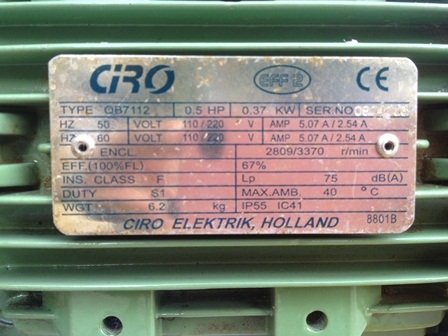 CIRO eff2 CE
TYPE QB7112 0.5 HP 0.37 KW SER NO
HZ 50 VOLT 110 / 220 V AMP 5.07 A / 2.54 A
HZ 60 VOLT 110 / 220 V AMP 5.07 A / 2.54 A
ENCL. 2809/3370 r/min
EFF.(100%FL) 67%
INS. CLASS F Lp 75 dB(A)
DUTY S1 MAX.AMB. 40 °C
WGT 6.2 kg IP55 IC41
CIRO ELEKTRIK, HOLLAND 8801B